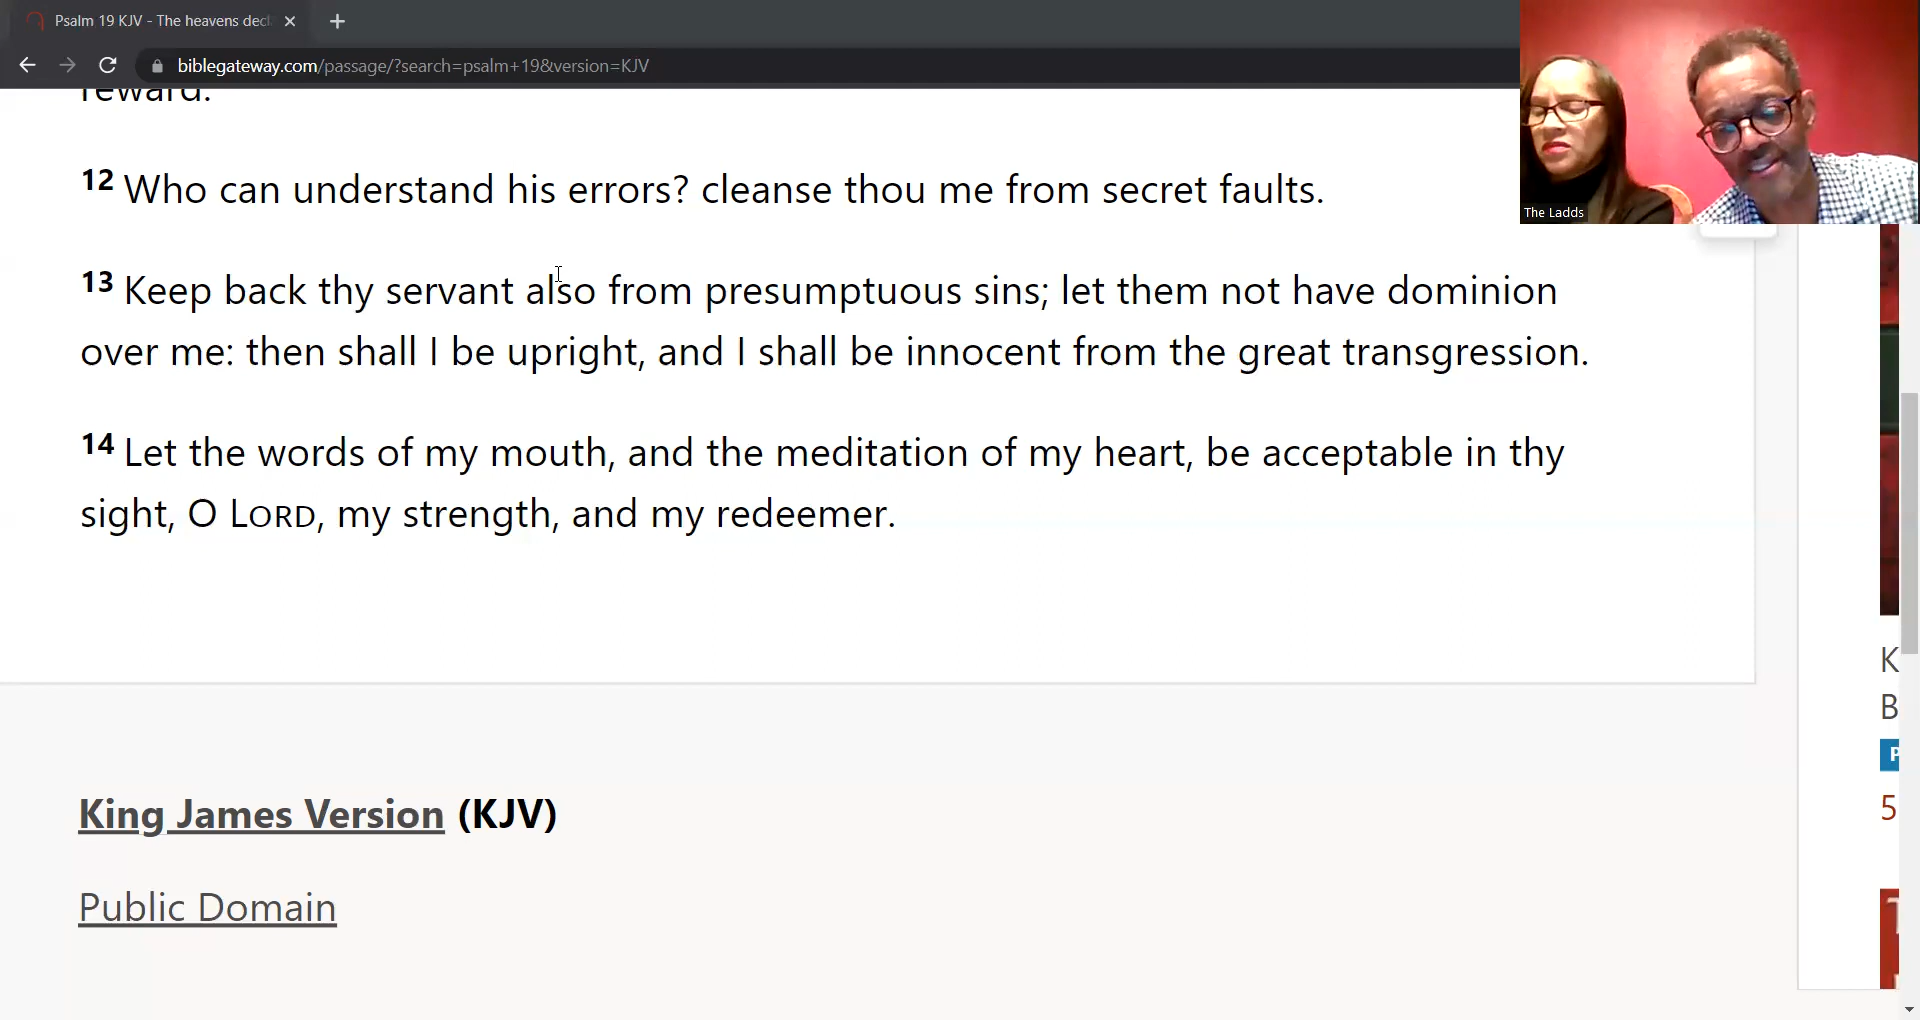 Psalm 19 KJV - The heavens decl
biblegateway.com/passage/?search=psalm+19&version=KJV
The Ladds
reward.
12 Who can understand his errors? cleanse thou me from secret faults.
13 Keep back thy servant also from presumptuous sins; let them not have dominion
over me: then shall I be upright, and I shall be innocent from the great transgression.
14 Let the words of my mouth, and the meditation of my heart, be acceptable in thy
sight, O LORD, my strength, and my redeemer.
K
B
P
5
King James Version (KJV)
Public Domain